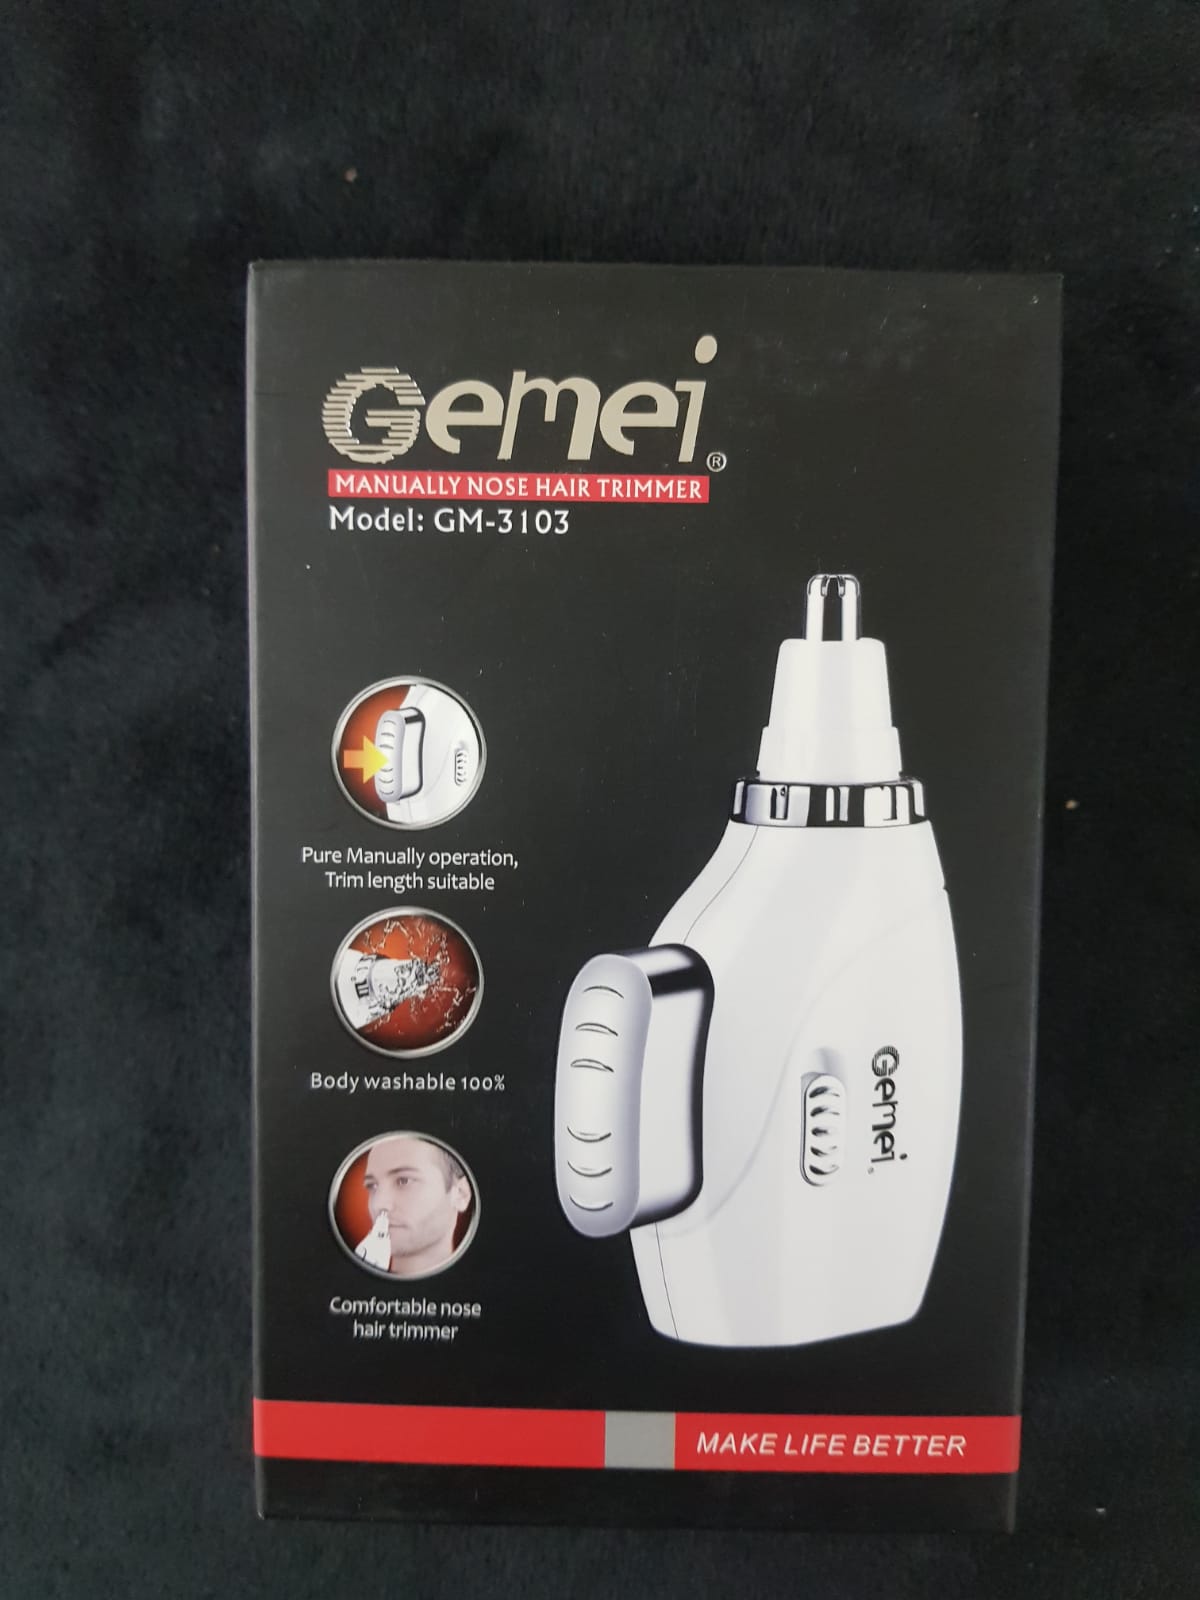 Gemei®
MANUALLY NOSE HAIR TRIMMER
Model: GM-3103
Pure Manually operation,
Trim length suitable
Body washable 100%
Comfortable nose
hair trimmer
Gemei®
MAKE LIFE BETTER